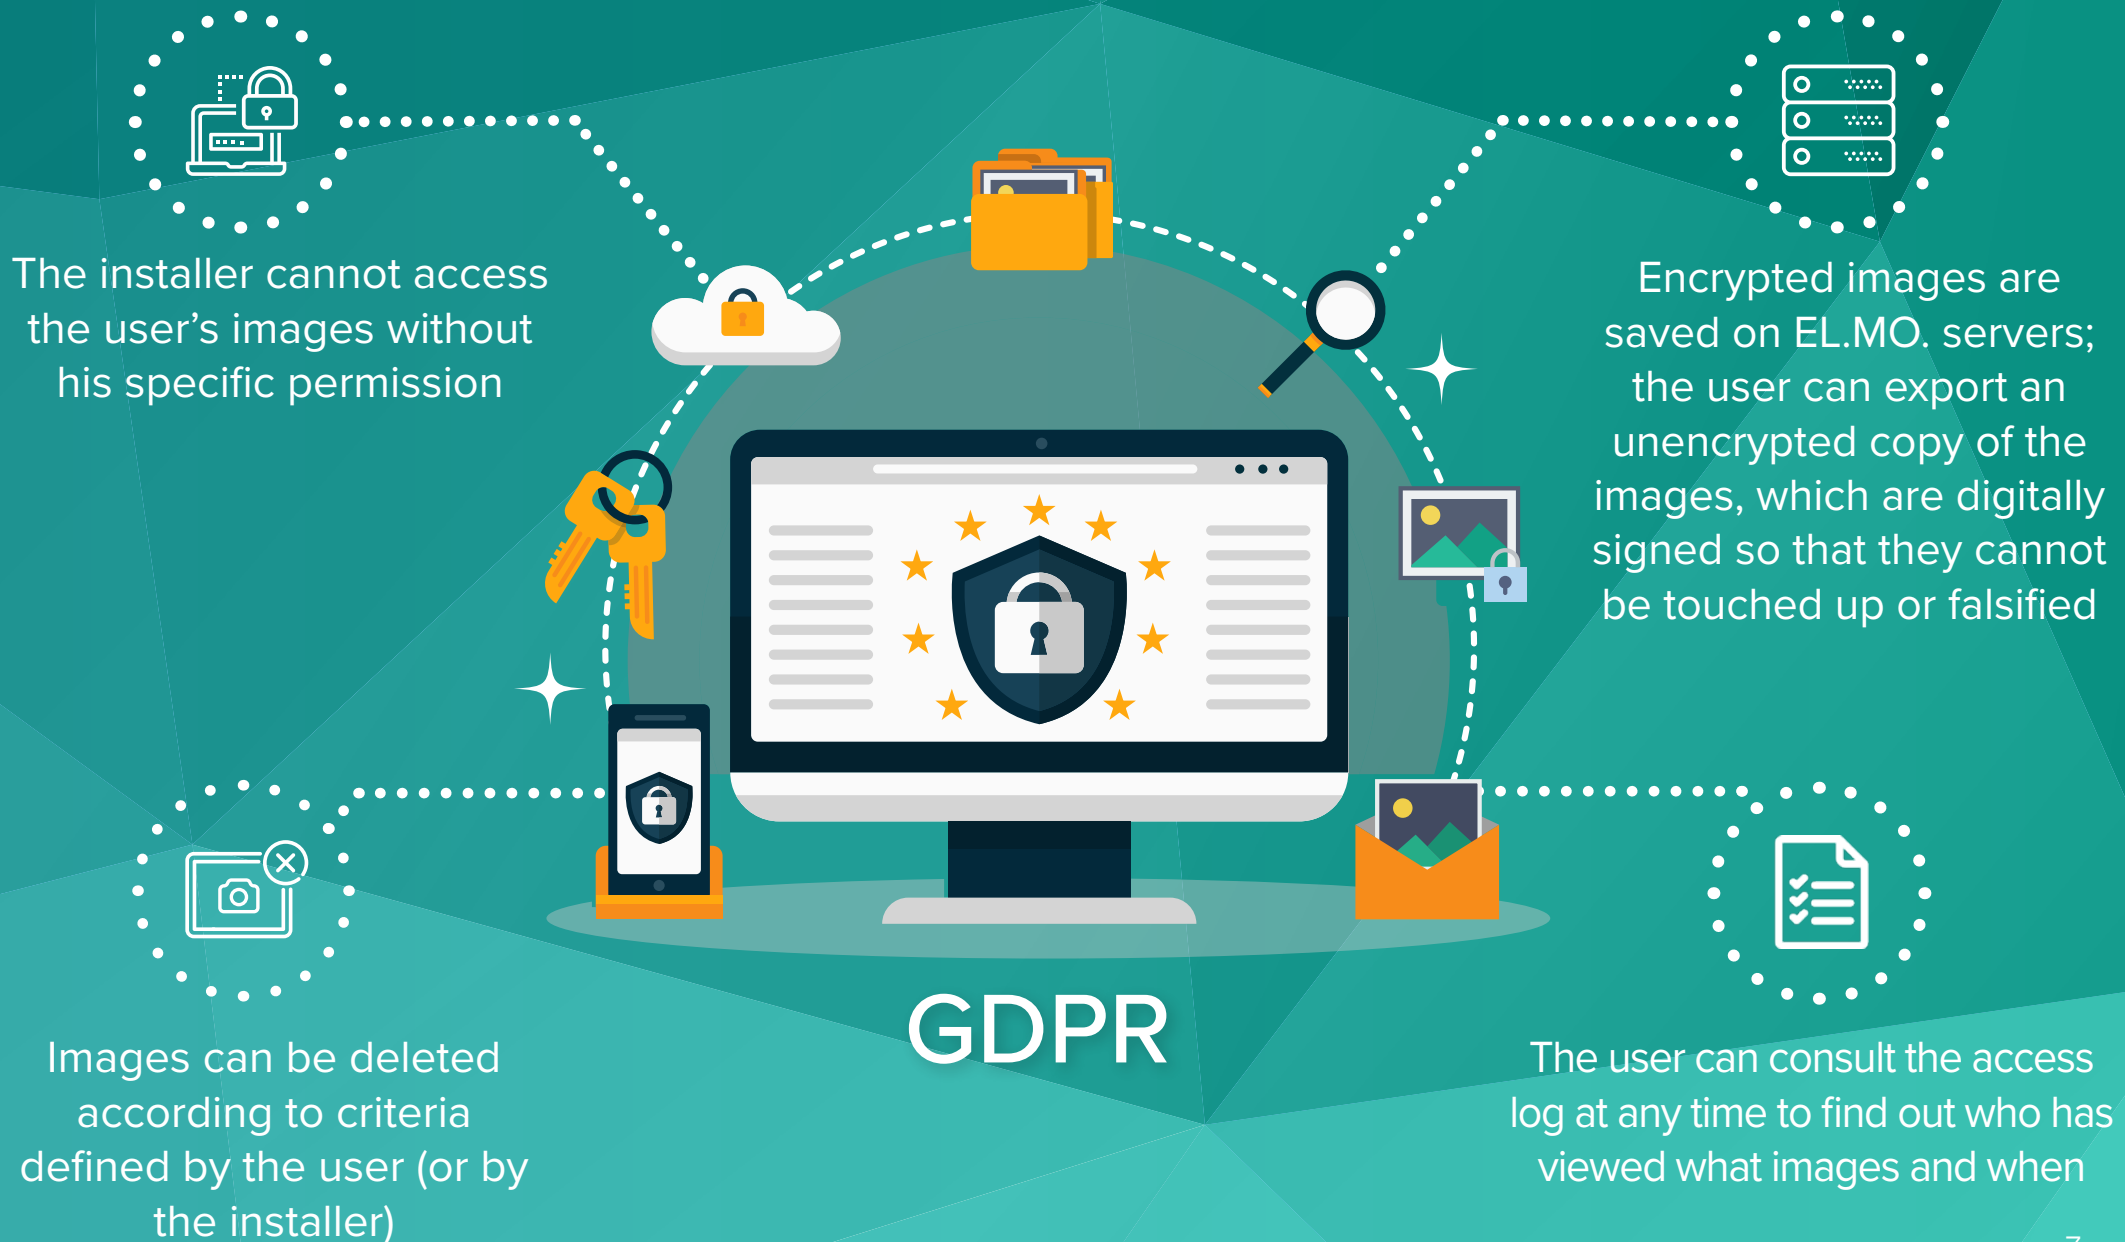 The installer cannot access
the user’s images without
his specific permission
Encrypted images are
saved on EL.MO. servers;
the user can export an
unencrypted copy of the
images, which are digitally
signed so that they cannot
be touched up or falsified
GDPR
Images can be deleted
according to criteria
defined by the user (or by
the installer)
The user can consult the access
log at any time to find out who has
viewed what images and when